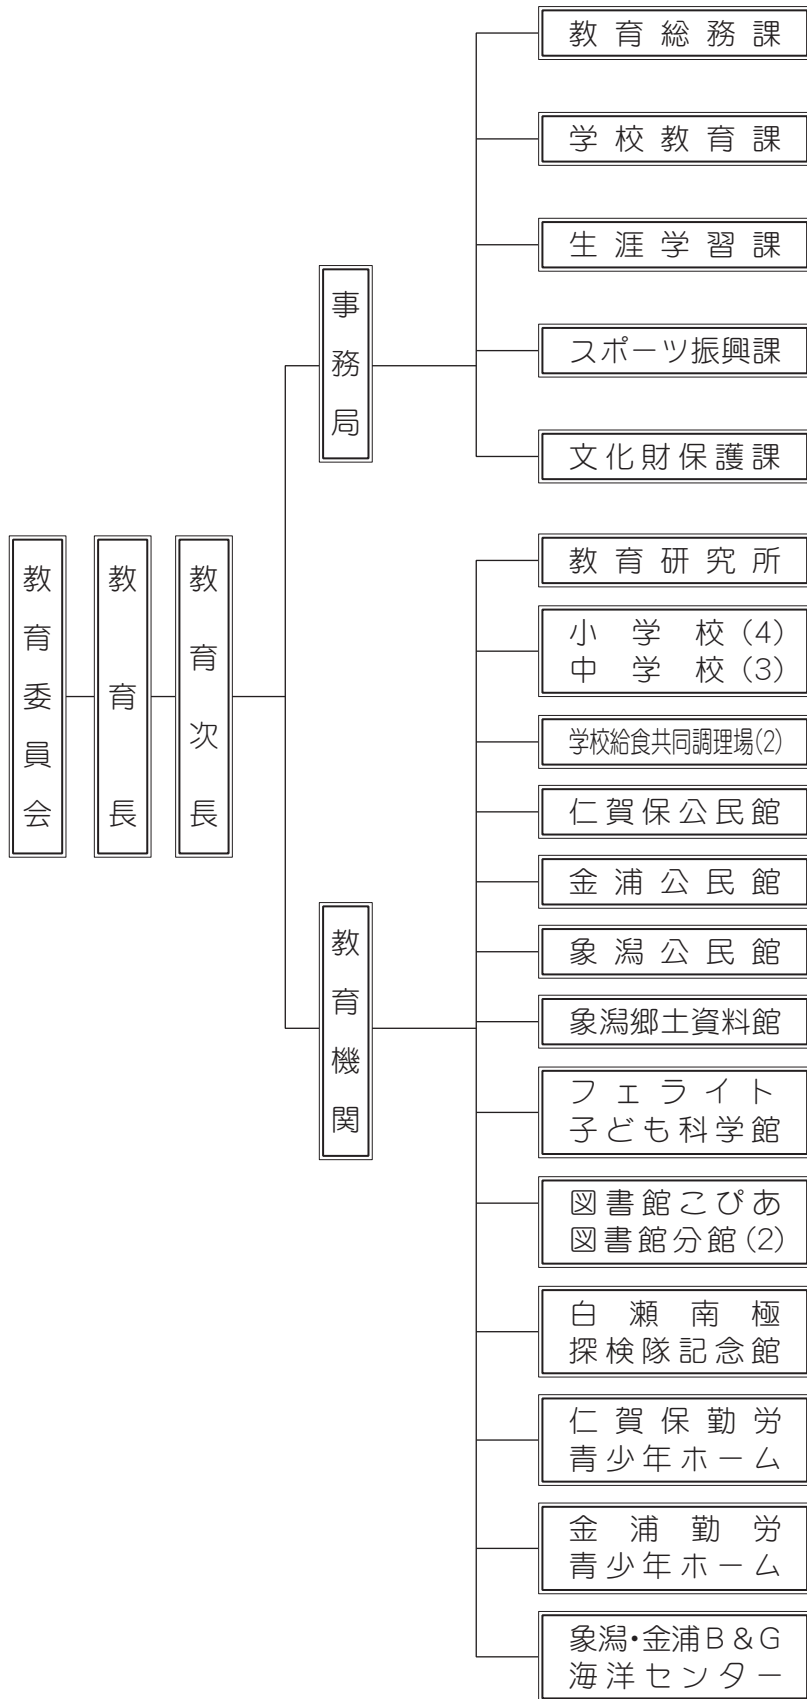 教育委員会
教育長
教育次長
事務局
教育総務課
学校教育課
生涯学習課
スポーツ振興課
文化財保護課
教育機関
教育研究所
小学校(4)
中学校(3)
学校給食共同調理場(2)
仁賀保公民館
金浦公民館
象潟公民館
象潟郷土資料館
フェライト
子ども科学館
図書館こぴあ
図書館分館(2)
白瀬南極
探検隊記念館
仁賀保勤労
青少年ホーム
金浦勤労
青少年ホーム
象潟・金浦B&G
海洋センター